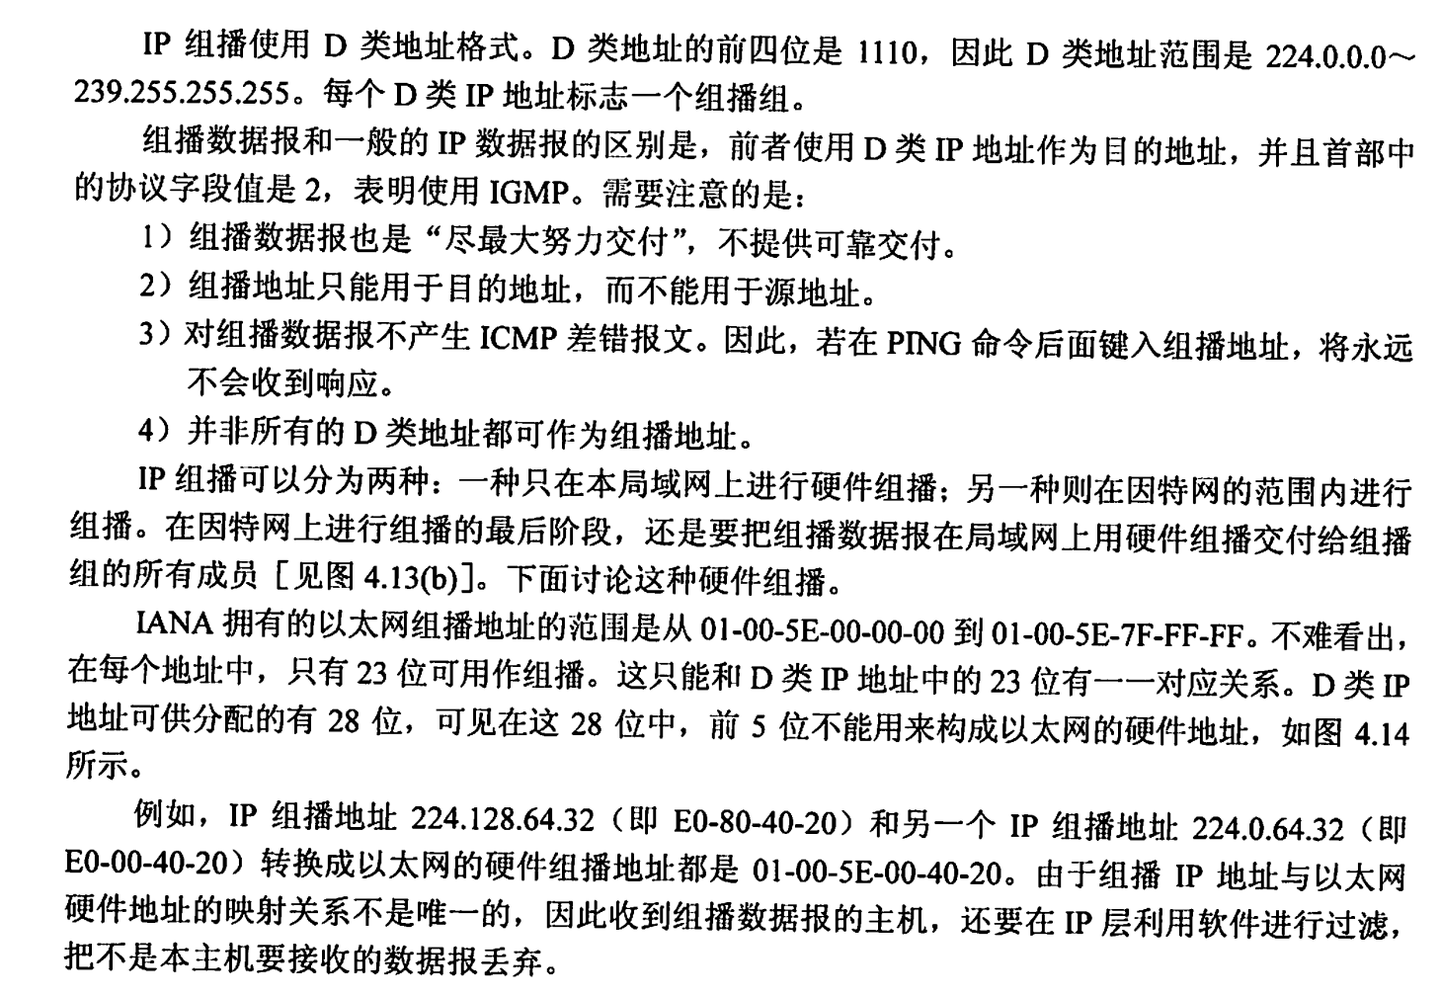 IP 组播使用 D 类地址格式。D 类地址的前四位是 1110，因此 D 类地址范围是 224.0.0.0～
239.255.255.255。每个 D 类 IP 地址标志一个组播组。
组播数据报和一般的 IP 数据报的区别是，前者使用 D 类 IP 地址作为目的地址，并且首部中
的协议字段值是 2，表明使用 IGMP。需要注意的是：
1）组播数据报也是“尽最大努力交付”，不提供可靠交付。
2）组播地址只能用于目的地址，而不能用于源地址。
3）对组播数据报不产生 ICMP 差错报文。因此，若在 PING 命令后面键入组播地址，将永远
不会收到响应。
4）并非所有的 D 类地址都可作为组播地址。
IP 组播可以分为两种：一种只在本局域网上进行硬件组播；另一种则在因特网的范围内进行
组播。在因特网上进行组播的最后阶段，还是要把组播数据报在局域网上用硬件组播交付给组播
组的所有成员［见图 4.13(b)］。下面讨论这种硬件组播。
IANA 拥有的以太网组播地址的范围是从 01-00-5E-00-00-00 到 01-00-5E-7F-FF-FF。不难看出，
在每个地址中，只有 23 位可用作组播。这只能和 D 类 IP 地址中的 23 位有一一对应关系。D 类 IP
地址可供分配的有 28 位，可见在这 28 位中，前 5 位不能用来构成以太网的硬件地址，如图 4.14
所示。
例如，IP 组播地址 224.128.64.32（即 E0-80-40-20）和另一个 IP 组播地址 224.0.64.32（即
E0-00-40-20）转换成以太网的硬件组播地址都是 01-00-5E-00-40-20。由于组播 IP 地址与以太网
硬件地址的映射关系不是唯一的，因此收到组播数据报的主机，还要在 IP 层利用软件进行过滤，
把不是本主机要接收的数据报丢弃。